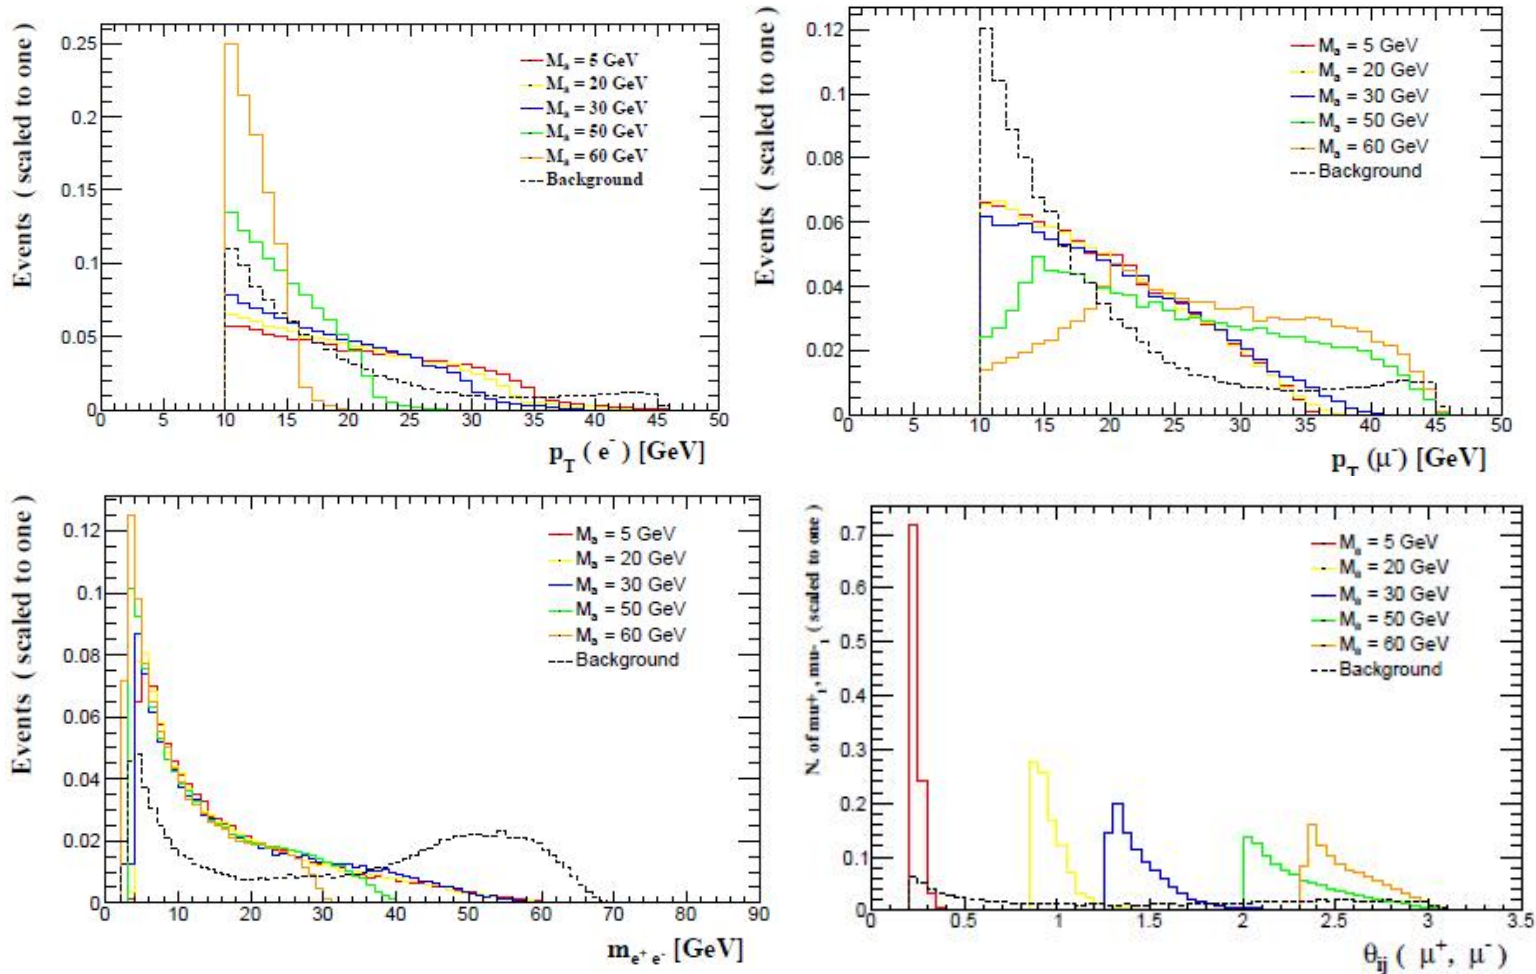 Events ( scaled to one )
0.25
0.2
0.15
0.1
0.05
0
M_a = 5 GeV
M_a = 20 GeV
M_a = 30 GeV
M_a = 50 GeV
M_a = 60 GeV
Background
0 5 10 15 20 25 30 35 40 45 50
p_T ( e⁻ ) [GeV]
Events ( scaled to one )
0.12
0.1
0.08
0.06
0.04
0.02
0
M_a = 5 GeV
M_a = 20 GeV
M_a = 30 GeV
M_a = 50 GeV
M_a = 60 GeV
Background
0 5 10 15 20 25 30 35 40 45 50
p_T (μ⁻) [GeV]
Events ( scaled to one )
0.12
0.1
0.08
0.06
0.04
0.02
0
M_a = 5 GeV
M_a = 20 GeV
M_a = 30 GeV
M_a = 50 GeV
M_a = 60 GeV
Background
0 10 20 30 40 50 60 70 80 90
m_e⁺ e⁻ [GeV]
N. of mu+_1, mu-_1 ( scaled to one )
0.7
0.6
0.5
0.4
0.3
0.2
0.1
0
M_a = 5 GeV
M_a = 20 GeV
M_a = 30 GeV
M_a = 50 GeV
M_a = 60 GeV
Background
0 0.5 1 1.5 2 2.5 3 3.5
θ_ij ( μ⁺, μ⁻ )